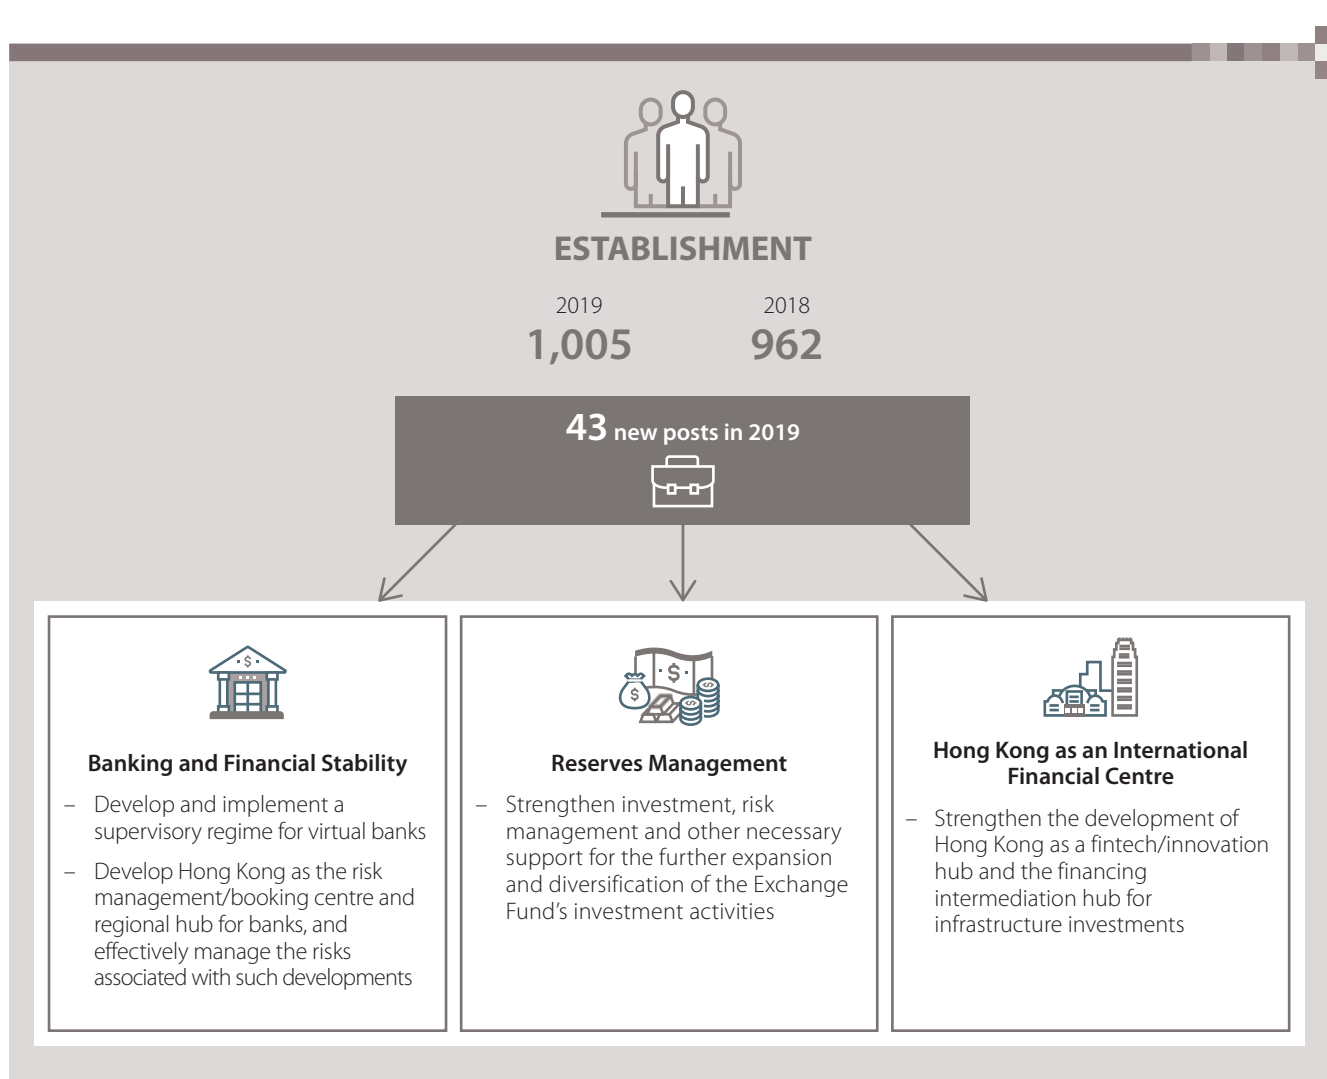 ESTABLISHMENT
2019
1,005
2018
962
43 new posts in 2019
Banking and Financial Stability
– Develop and implement a
supervisory regime for virtual banks
– Develop Hong Kong as the risk
management/booking centre and
regional hub for banks, and
effectively manage the risks
associated with such developments
Reserves Management
– Strengthen investment, risk
management and other necessary
support for the further expansion
and diversification of the Exchange
Fund’s investment activities
Hong Kong as an International
Financial Centre
– Strengthen the development of
Hong Kong as a fintech/innovation
hub and the financing
intermediation hub for
infrastructure investments